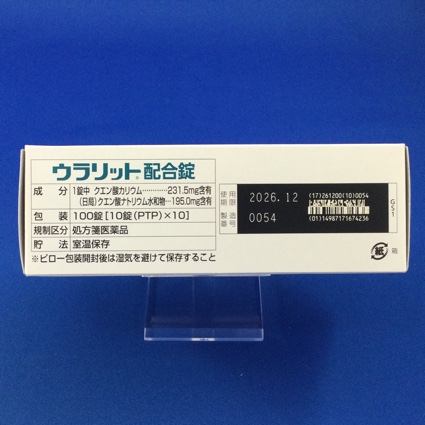 ウラリット®配合錠
成分 1錠中 クエン酸カリウム…………231.5mg含有
(日局)クエン酸ナトリウム水和物…195.0mg含有
包装 100錠[10錠(PTP)×10]
規制区分 処方箋医薬品
貯法 室温保存
※ピロー包装開封後は湿気を避けて保存すること
使用期限 2026.12
製造番号 0054
(17)261200(10)0054
(01)14987171674236
GS1
紙 箱